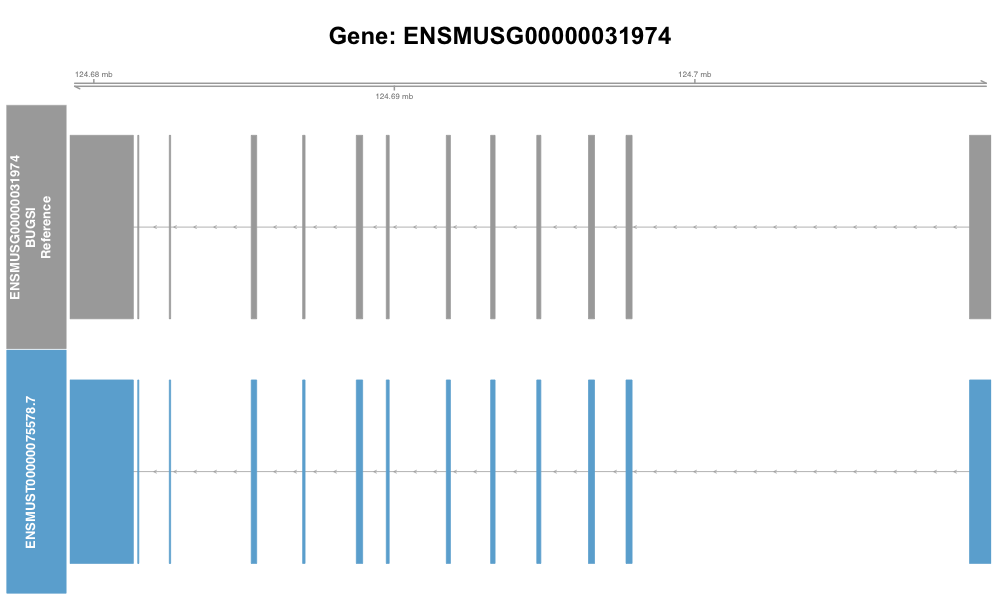 Gene: ENSMUSG00000031974
124.68 mb
124.7 mb
124.69 mb
ENSMUSG00000031974
BUGSI
Reference
ENSMUST00000075578.7